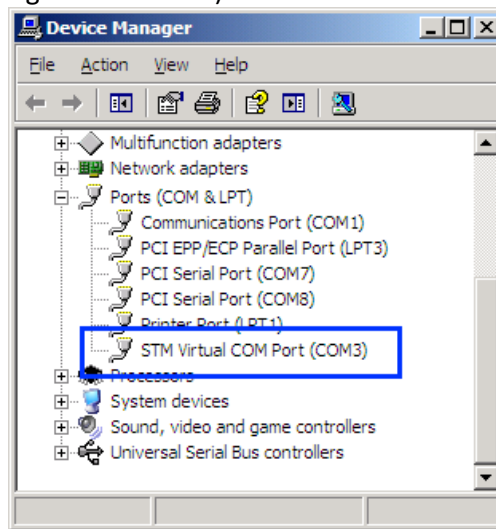 Device Manager
File Action View Help
Multifunction adapters
Network adapters
Ports (COM & LPT)
Communications Port (COM1)
PCI EPP/ECP Parallel Port (LPT3)
PCI Serial Port (COM7)
PCI Serial Port (COM8)
Printer Port (LPT1)
STM Virtual COM Port (COM3)
Processors
System devices
Sound, video and game controllers
Universal Serial Bus controllers